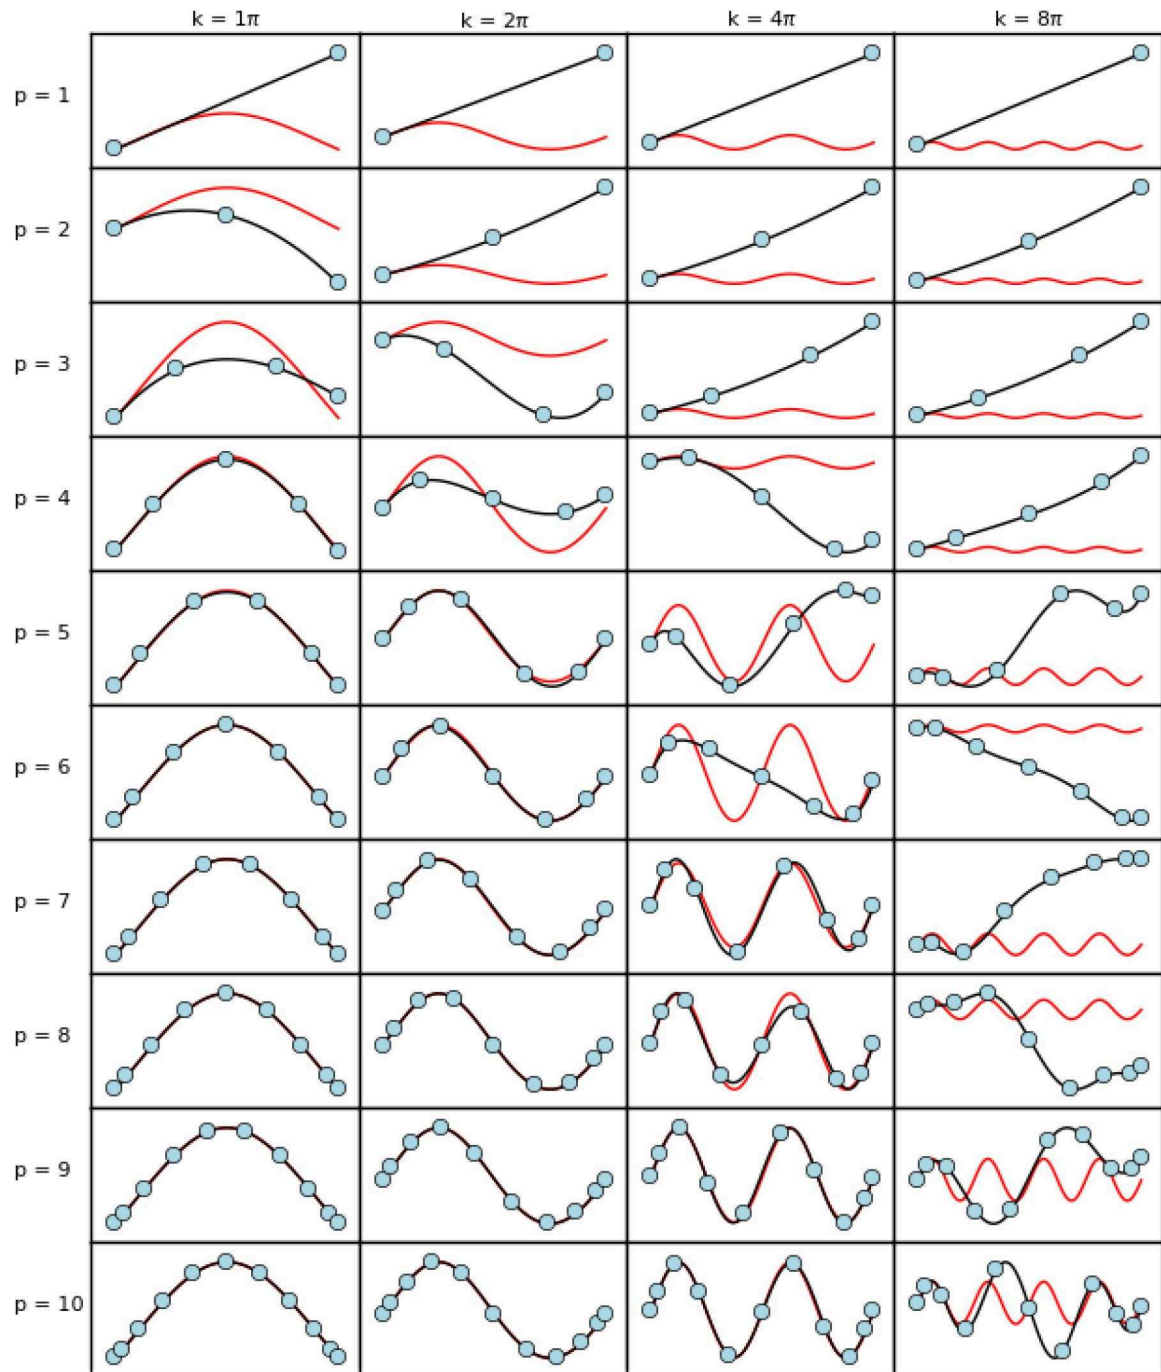 k = 1π k = 2π k = 4π k = 8π
p = 1
p = 2
p = 3
p = 4
p = 5
p = 6
p = 7
p = 8
p = 9
p = 10